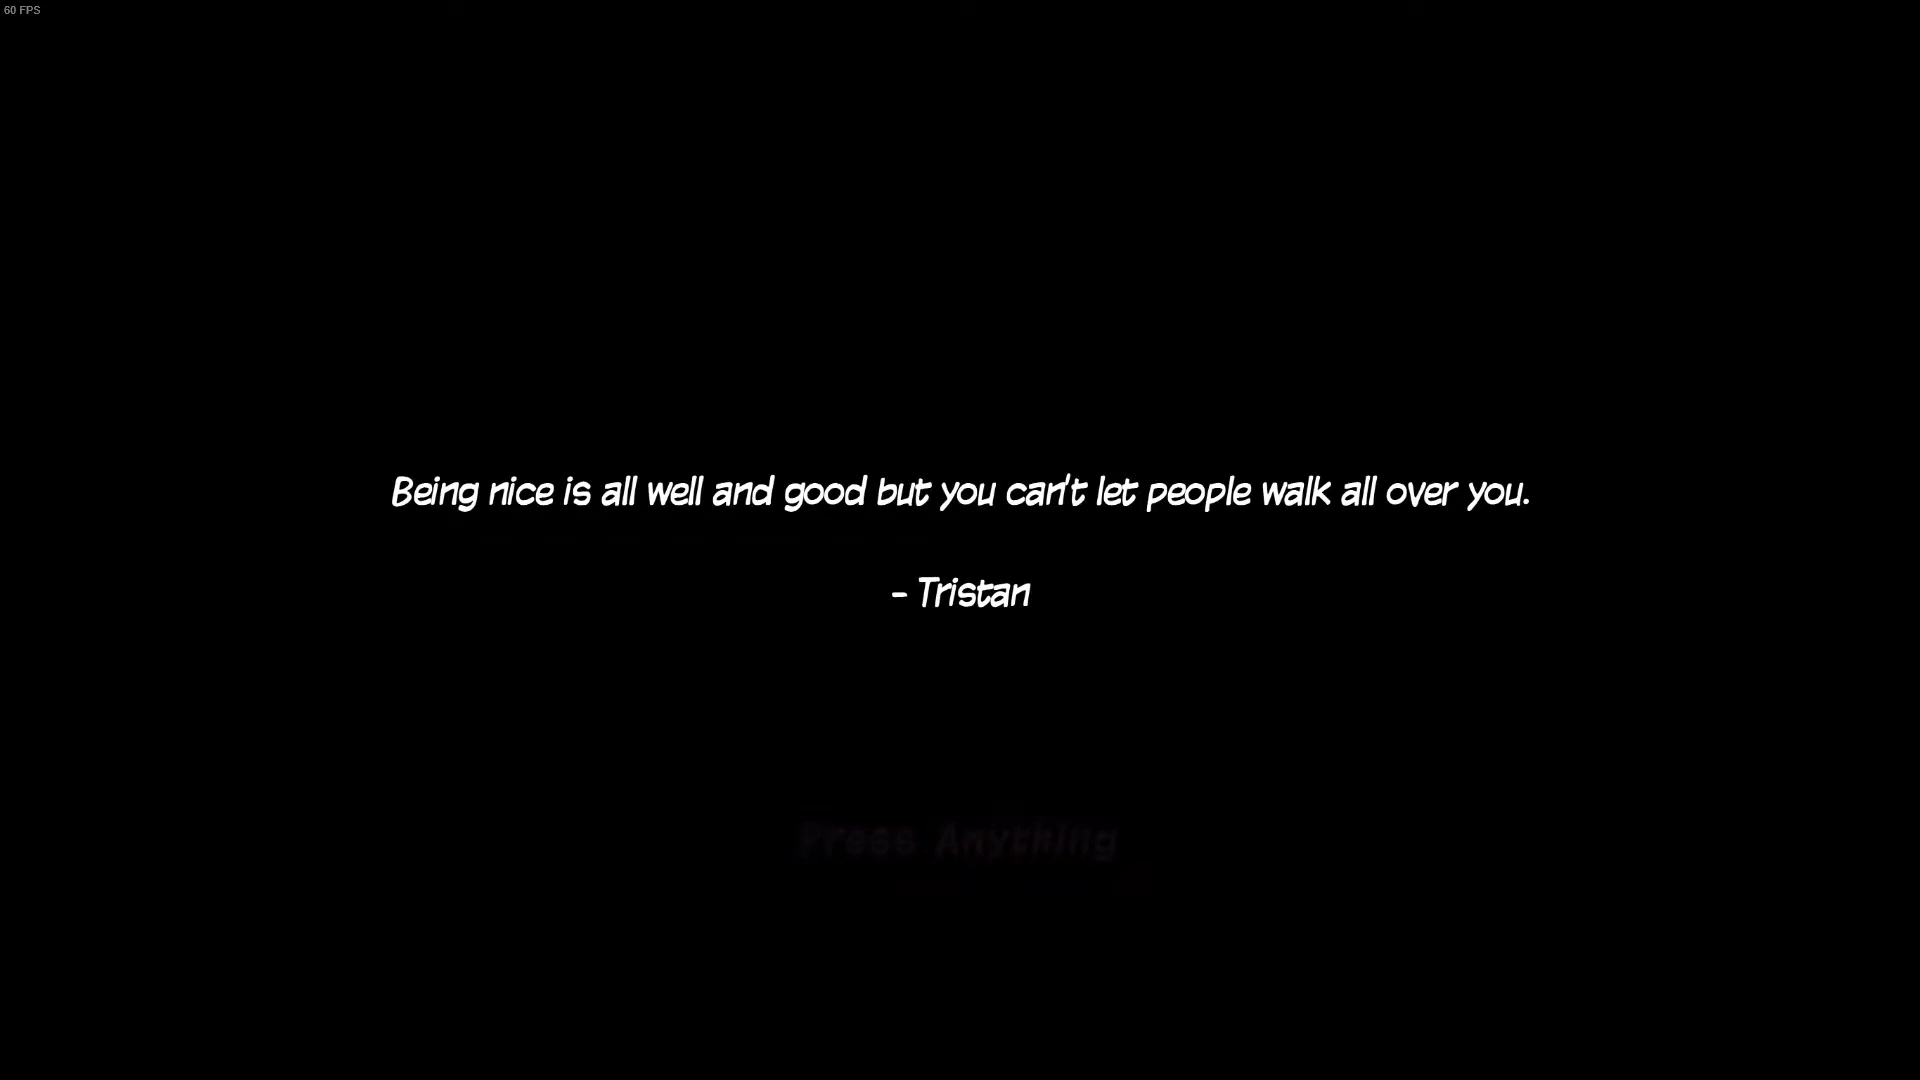 60 FPS
Being nice is all well and good but you can't let people walk all over you.
- Tristan
Press Anything